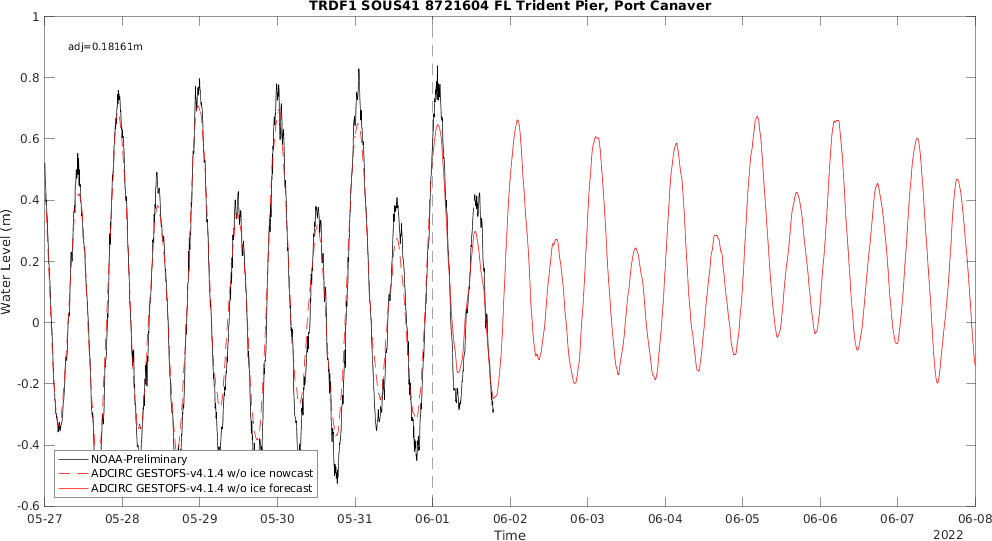 TRDF1 SOUS41 8721604 FL Trident Pier, Port Canaver
adj=0.18161m
1
0.8
0.6
0.4
0.2
0
-0.2
-0.4
-0.6
Water Level (m)
NOAA-Preliminary
ADCIRC GESTOFS-v4.1.4 w/o ice nowcast
ADCIRC GESTOFS-v4.1.4 w/o ice forecast
05-27 05-28 05-29 05-30 05-31 06-01 06-02 06-03 06-04 06-05 06-06 06-07 06-08
Time
2022